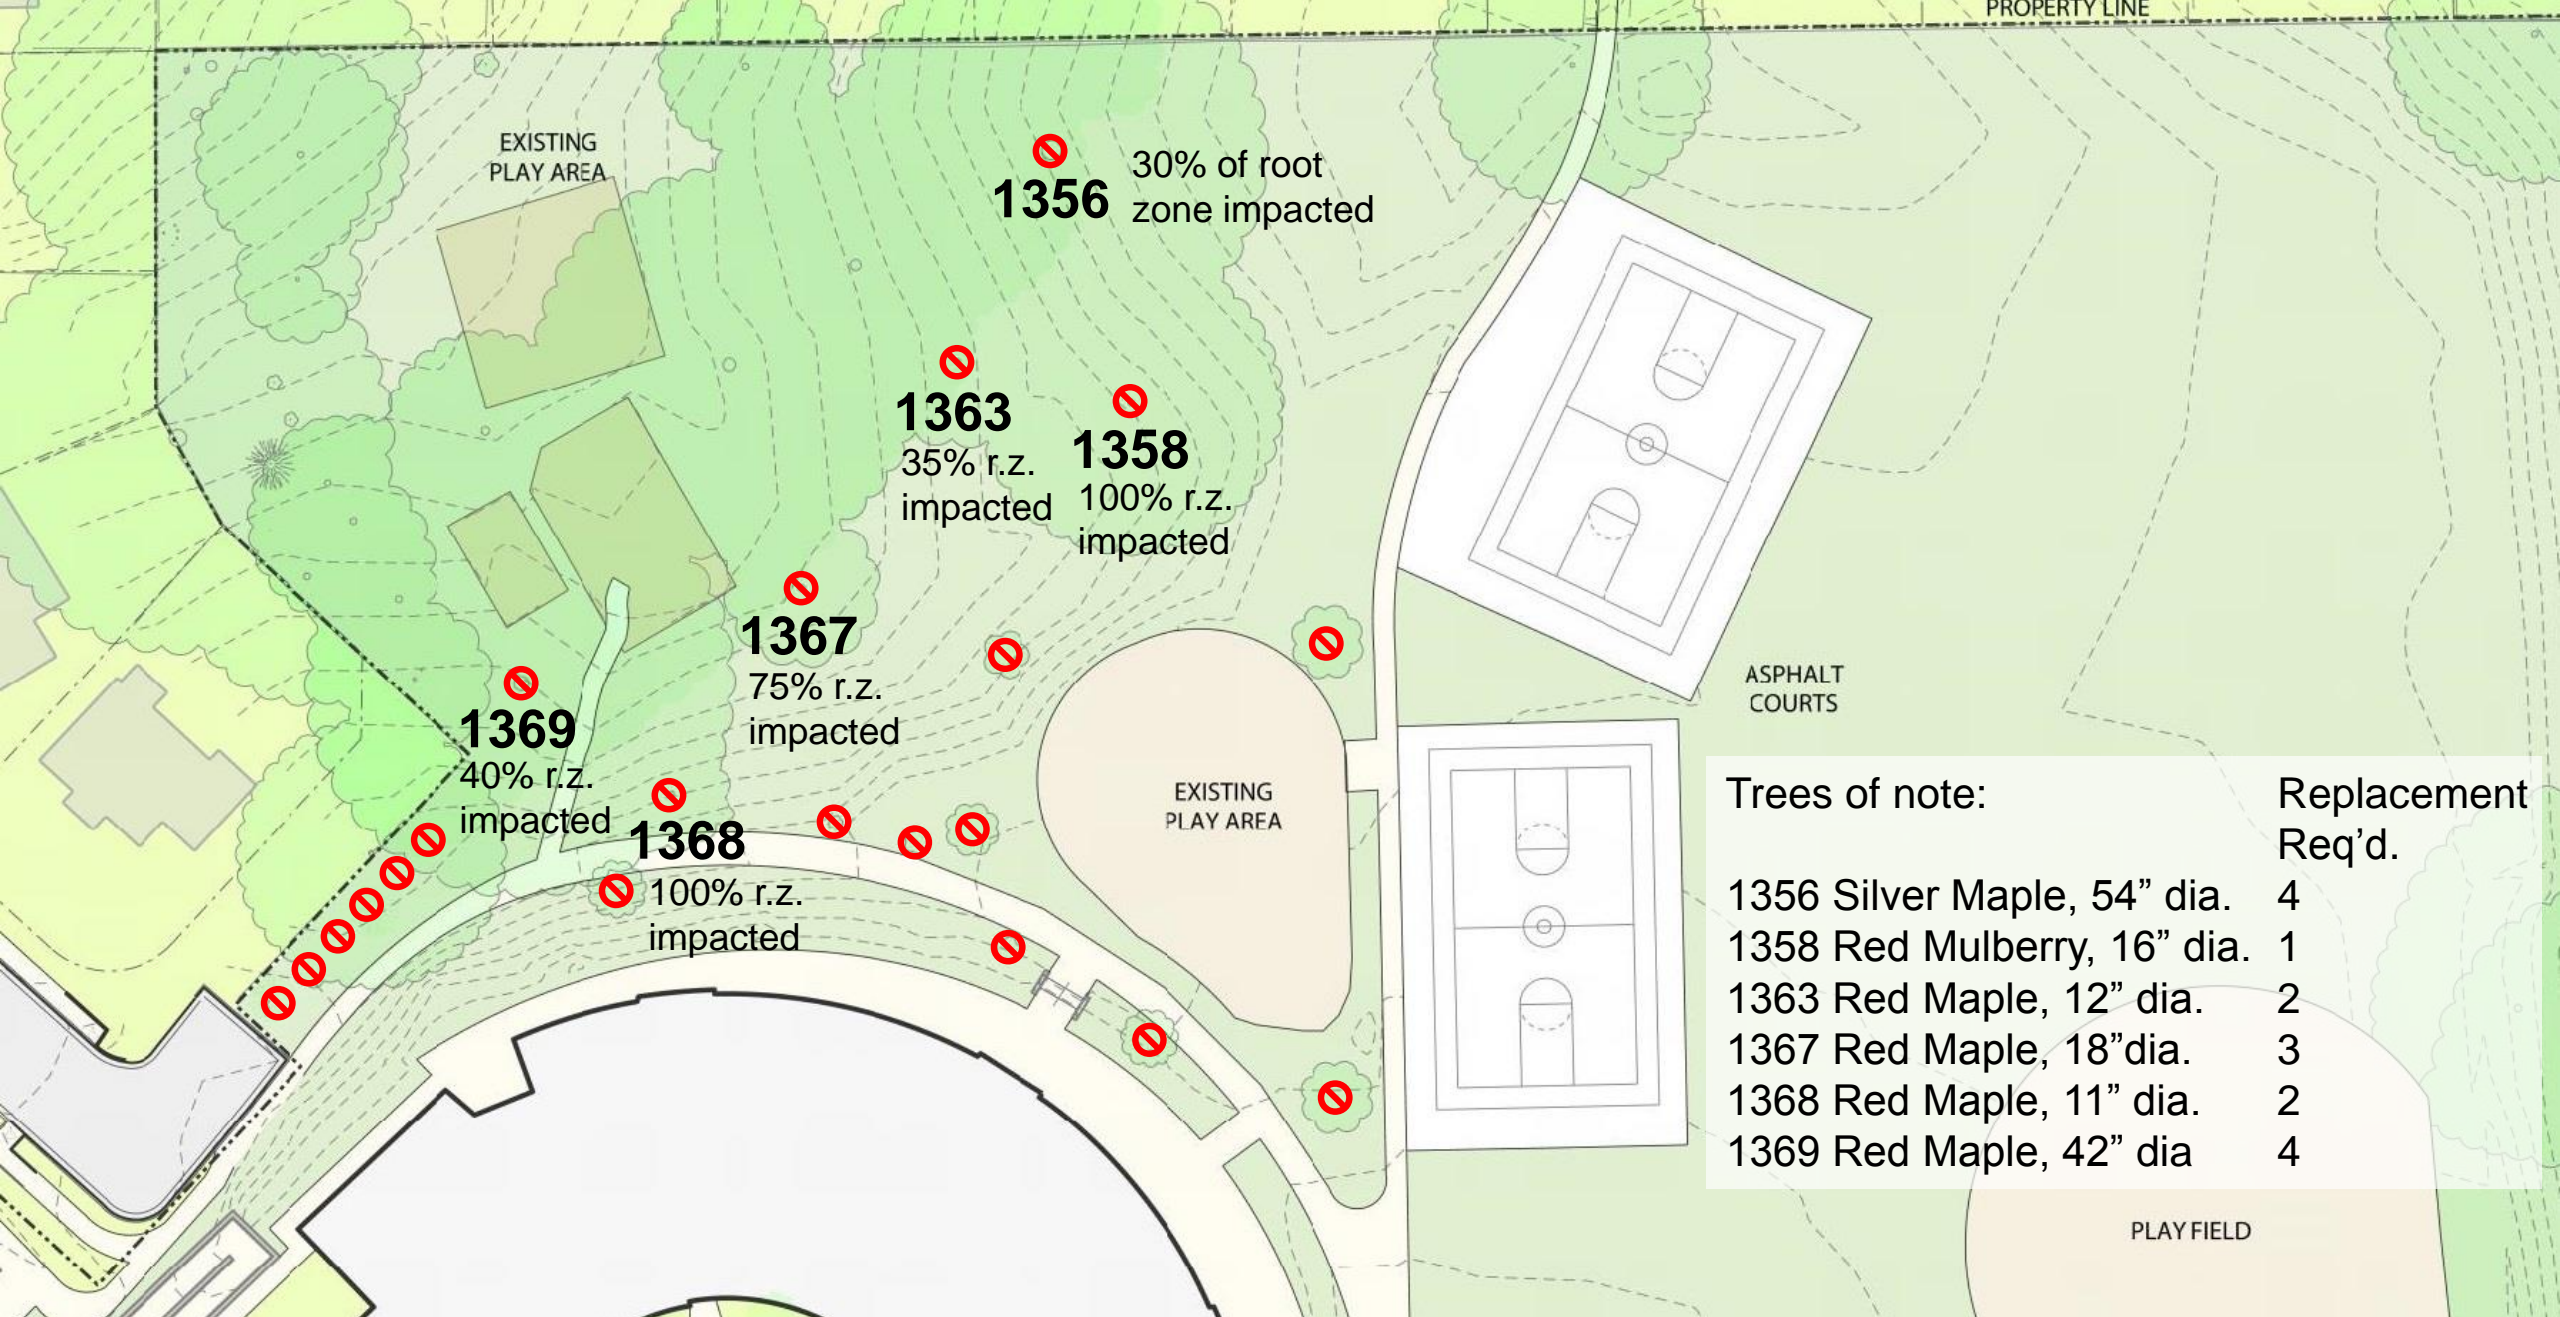 PROPERTY LINE
EXISTING
PLAY AREA
1356
30% of root
zone impacted
1363
35% r.z.
impacted
1358
100% r.z.
impacted
1367
75% r.z.
impacted
1369
40% r.z.
impacted
1368
100% r.z.
impacted
EXISTING
PLAY AREA
ASPHALT
COURTS
Trees of note: Replacement
Req’d.
1356 Silver Maple, 54” dia. 4
1358 Red Mulberry, 16” dia. 1
1363 Red Maple, 12” dia. 2
1367 Red Maple, 18”dia. 3
1368 Red Maple, 11” dia. 2
1369 Red Maple, 42” dia 4
PLAY FIELD